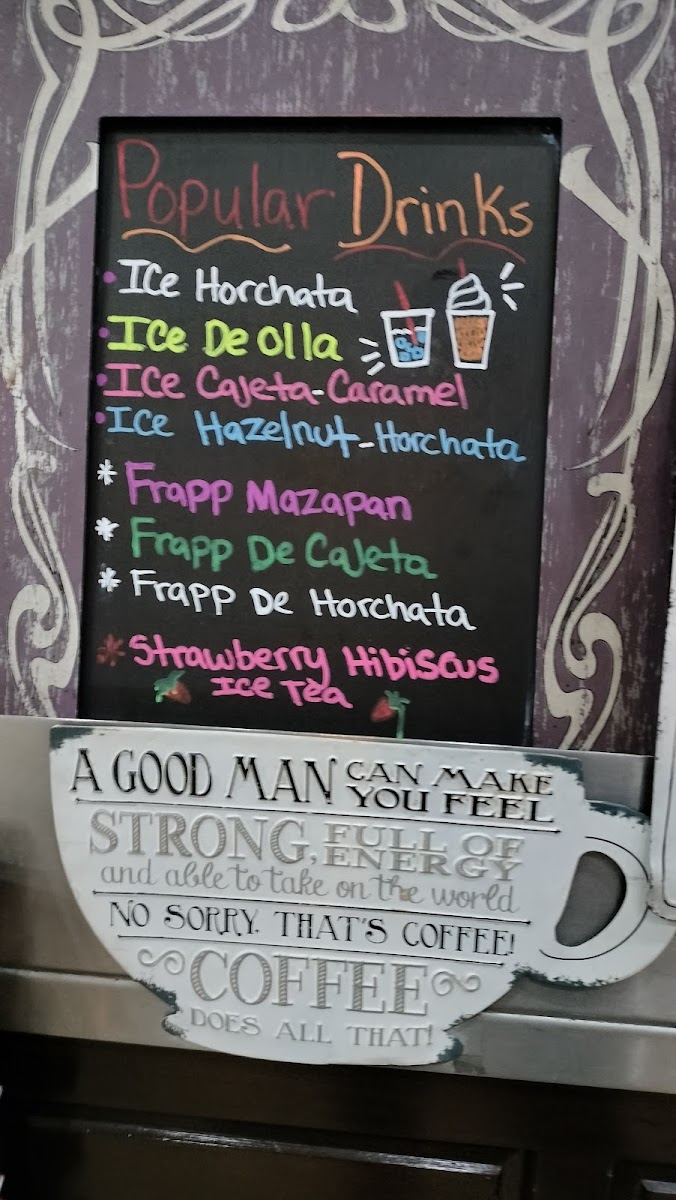 Popular Drinks
• Ice Horchata
• Ice De Olla
• Ice Cajeta-Caramel
• Ice Hazelnut-Horchata
* Frapp Mazapan
* Frapp De Cajeta
* Frapp De Horchata
* Strawberry Hibiscus
Ice Tea
A GOOD MAN CAN MAKE
YOU FEEL
STRONG, FULL OF
ENERGY
and able to take on the world
NO SORRY, THAT'S COFFEE!
COFFEE
DOES ALL THAT!